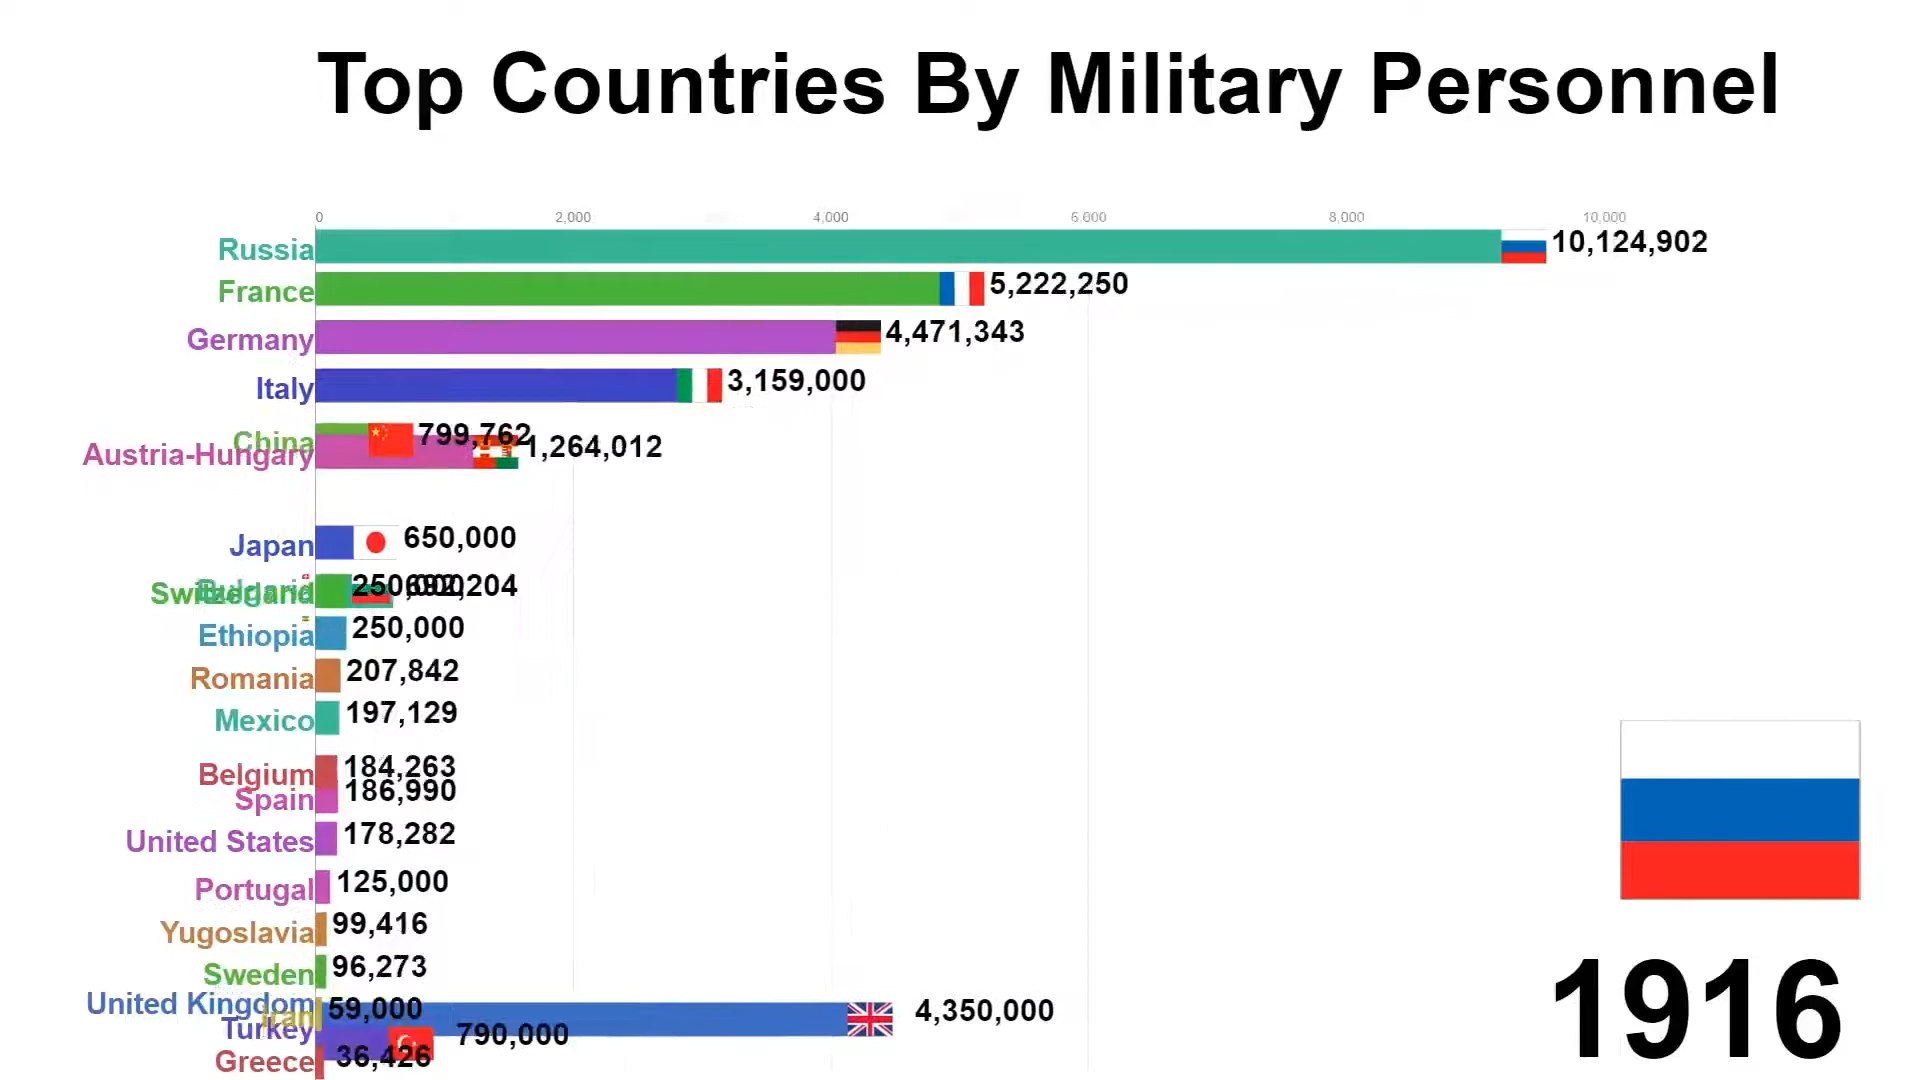 Top Countries By Military Personnel
0 2,000 4,000 6,000 8,000 10,000
Russia 10,124,902
France 5,222,250
Germany 4,471,343
Italy 3,159,000
China 799,762
Austria-Hungary 1,264,012
Japan 650,000
Switzerland 250,000
Ethiopia 250,000
Romania 207,842
Mexico 197,129
Belgium 184,263
Spain 186,990
United States 178,282
Portugal 125,000
Yugoslavia 99,416
Sweden 96,273
United Kingdom 4,350,000
Iran 59,000
Turkey 790,000
Greece 36,426
1916